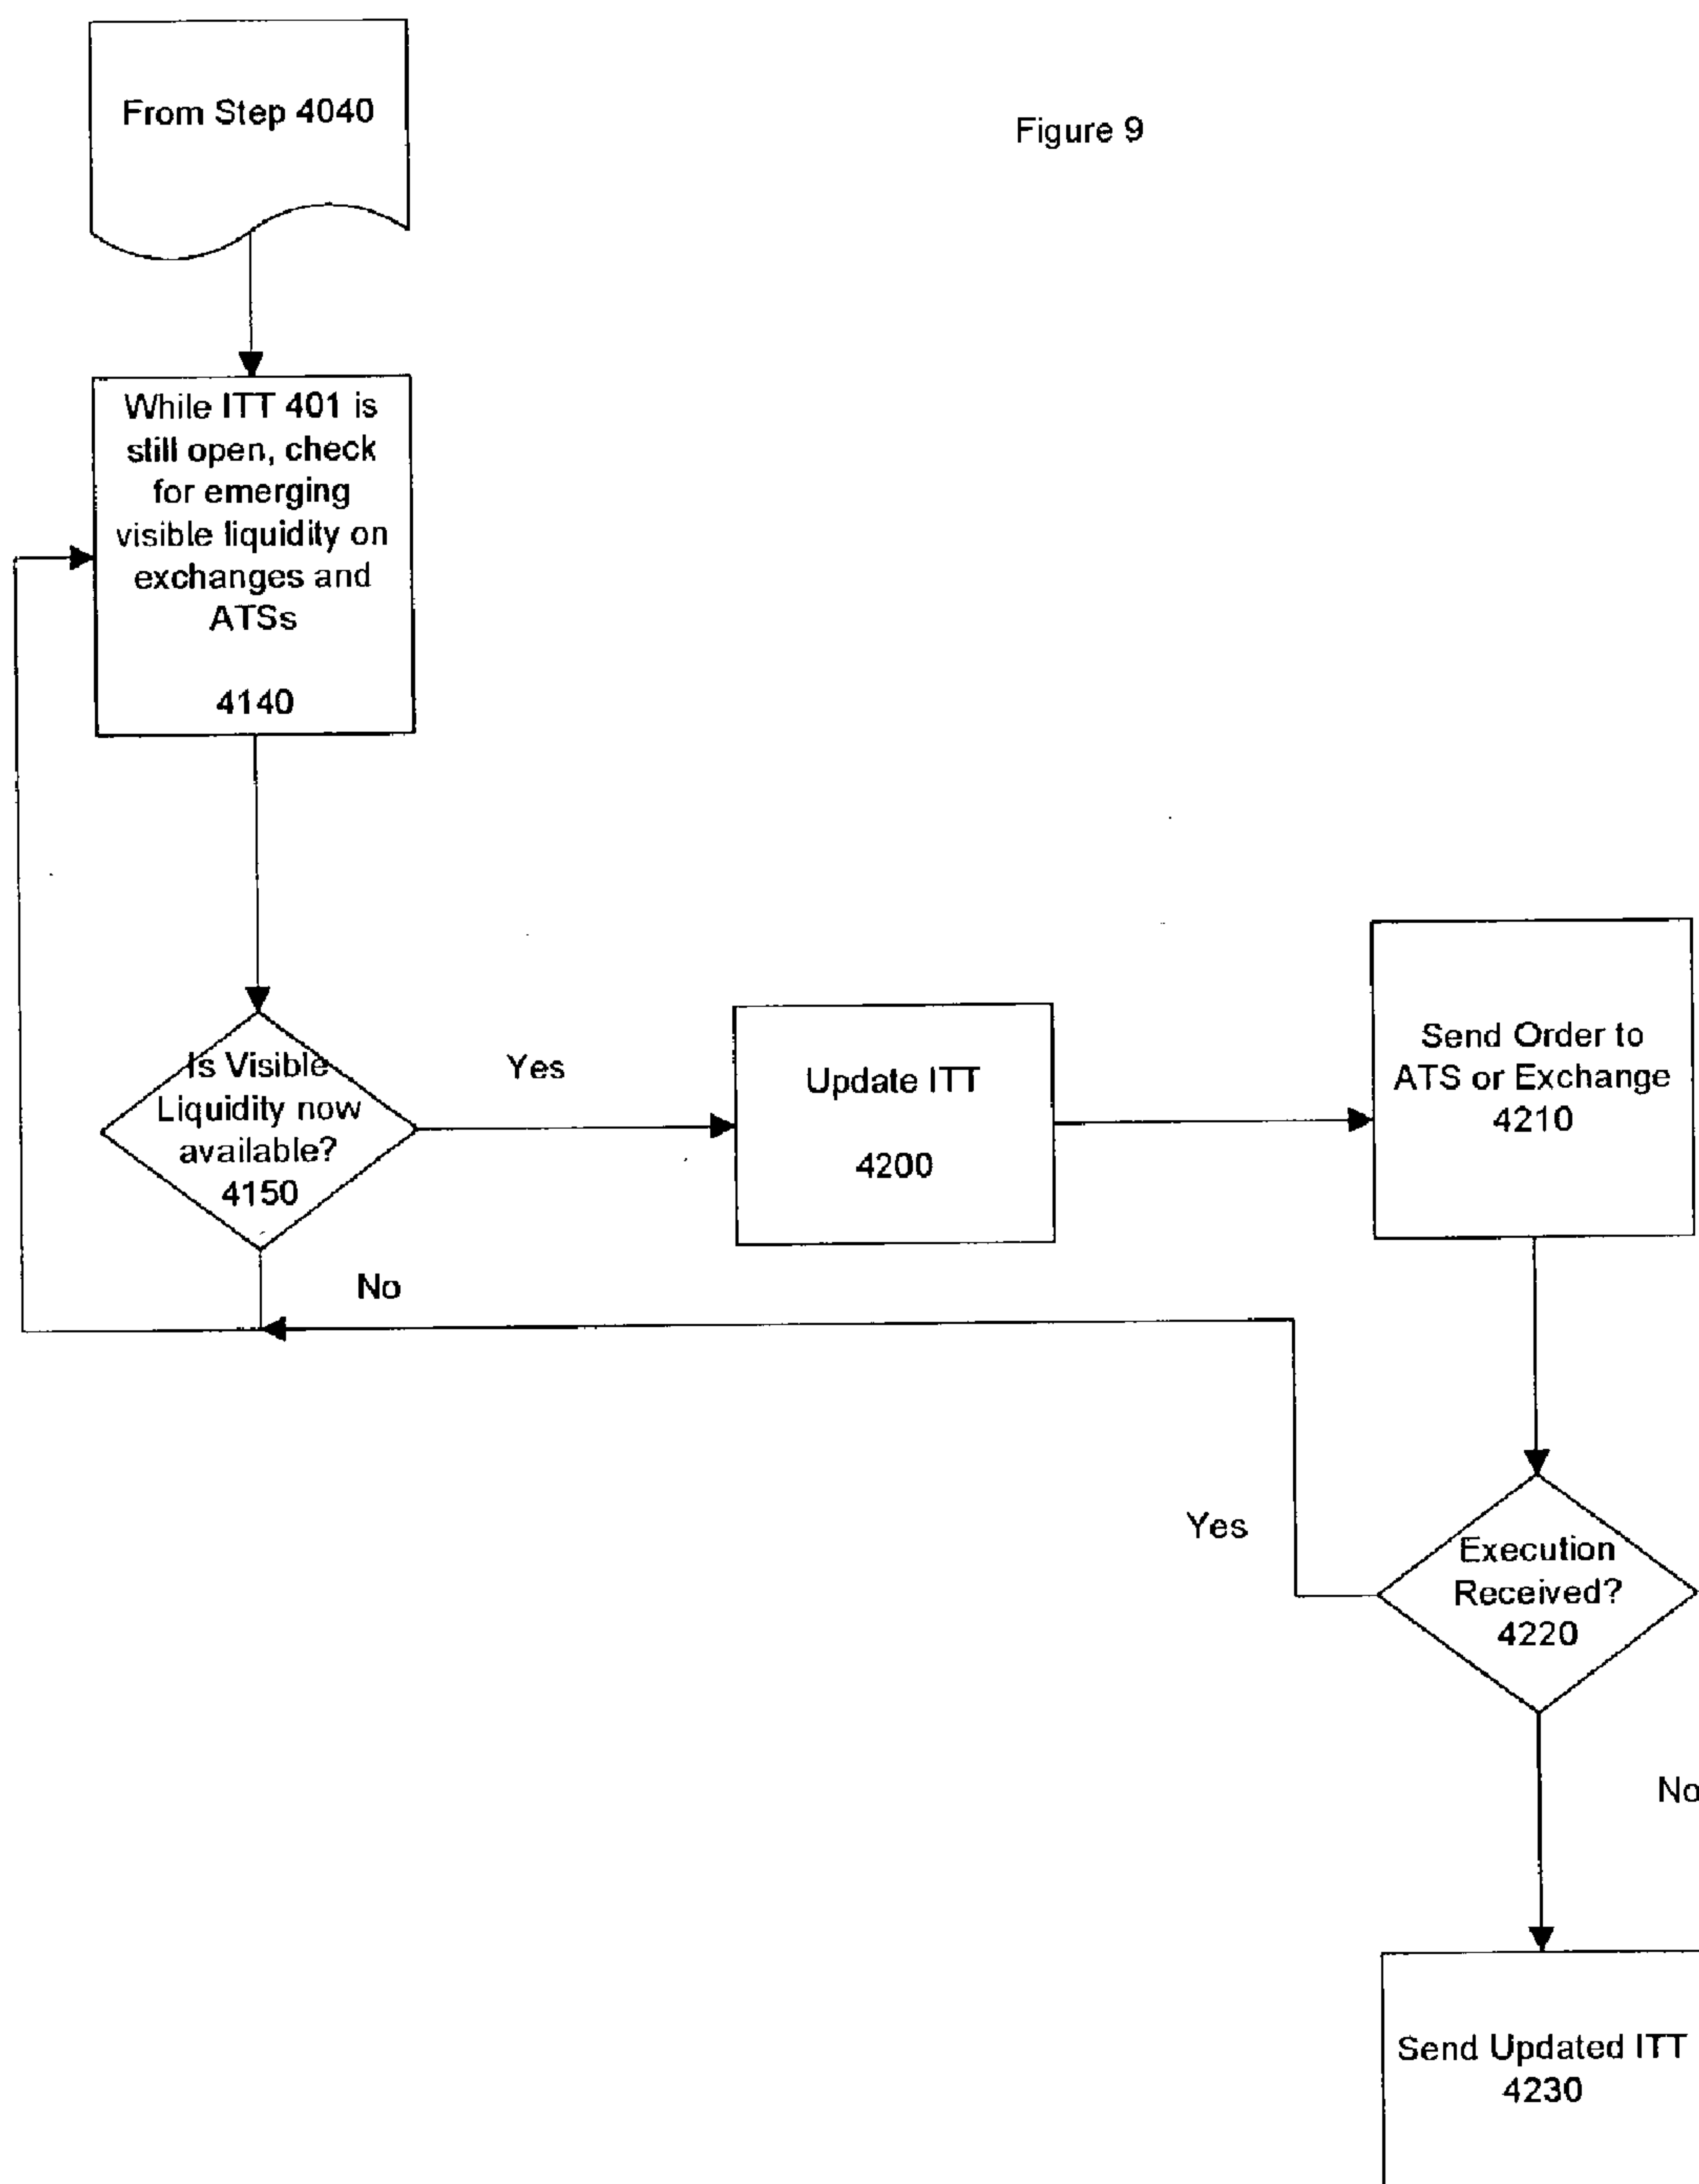 From Step 4040
Figure 9
While ITT 401 is
still open, check
for emerging
visible liquidity on
exchanges and
ATSs
4140
Is Visible
Liquidity now
available?
4150
Yes
Update ITT
4200
Send Order to
ATS or Exchange
4210
No
Yes
Execution
Received?
4220
No
Send Updated ITT
4230